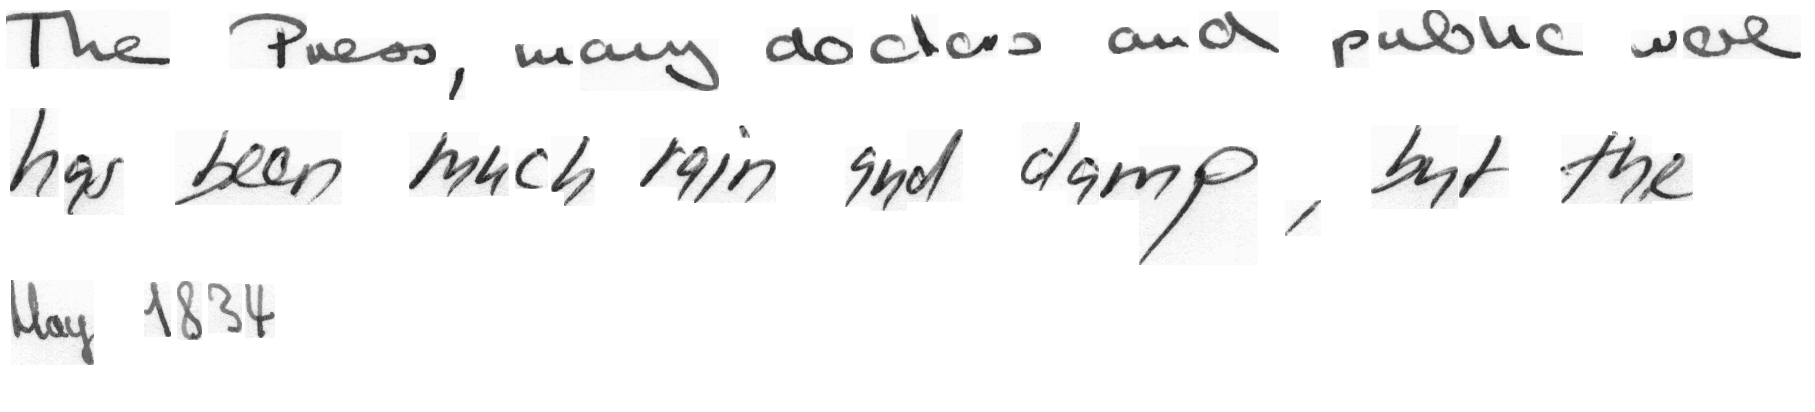 The Press, many doctors and public were
has been much rain and damp, but the
May 1834